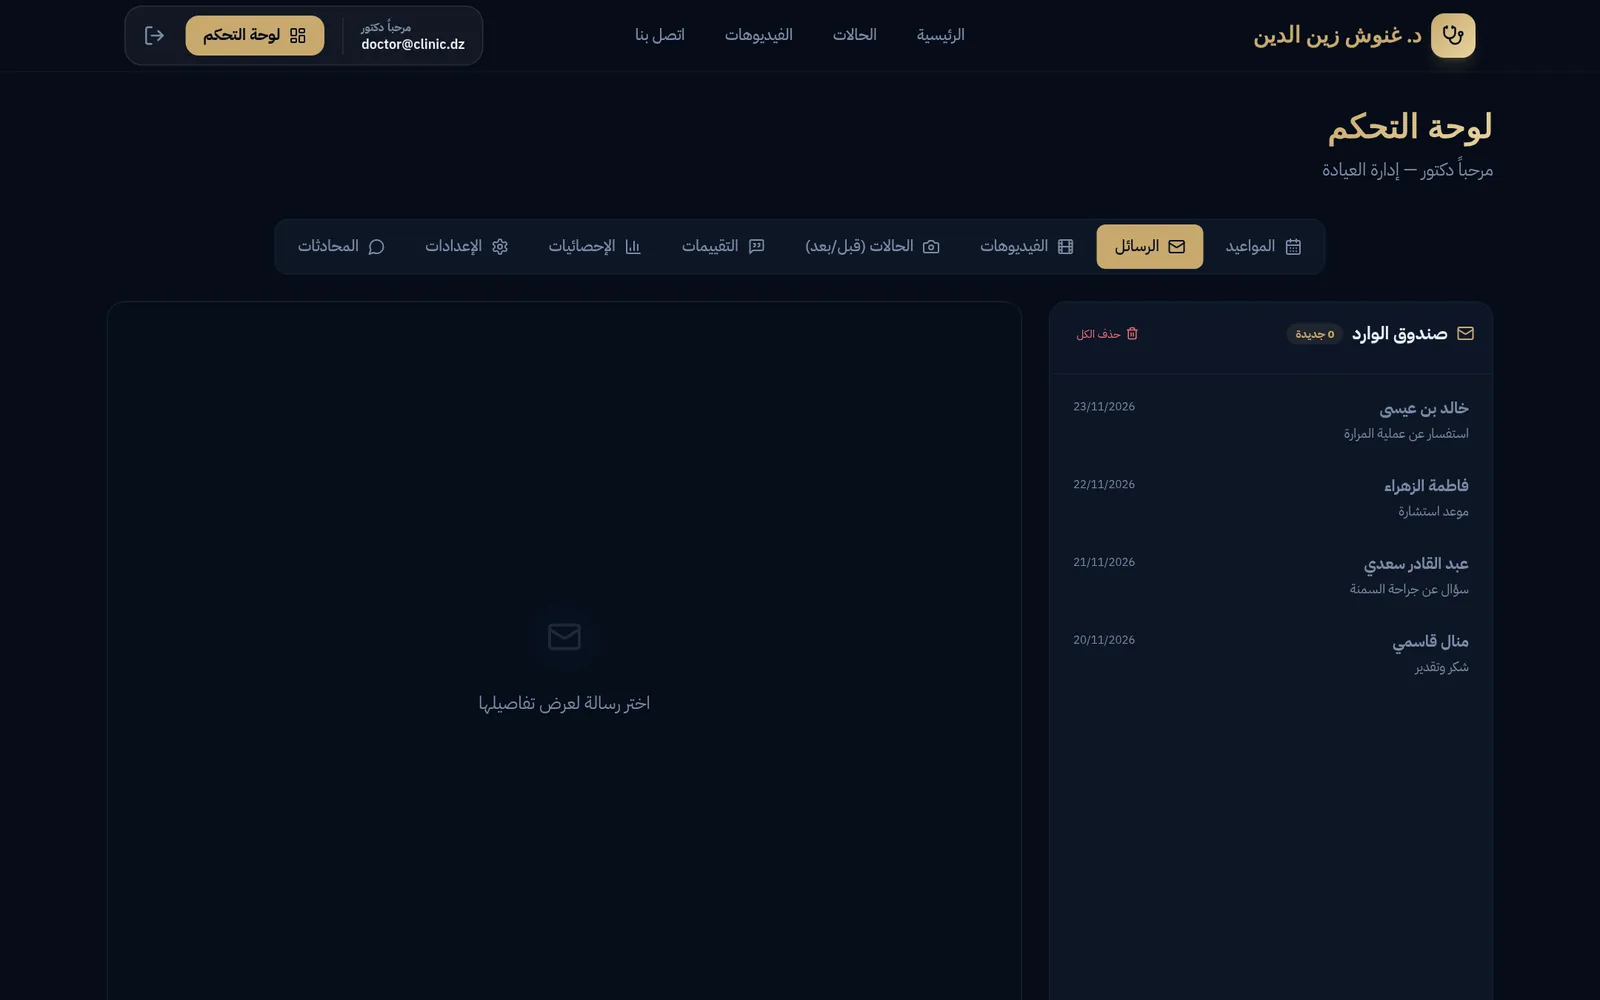 د. غنوش زين الدين
الرئيسية
الحالات
الفيديوهات
اتصل بنا
مرحباً دكتور
doctor@clinic.dz
لوحة التحكم
لوحة التحكم
مرحباً دكتور — إدارة العيادة
المواعيد
الرسائل
الفيديوهات
الحالات (قبل/بعد)
التقييمات
الإحصائيات
الإعدادات
المحادثات
صندوق الوارد
0 جديدة
حذف الكل
خالد بن عيسى
23/11/2026
استفسار عن عملية المرارة
فاطمة الزهراء
22/11/2026
موعد استشارة
عبد القادر سعدي
21/11/2026
سؤال عن جراحة السمنة
منال قاسمي
20/11/2026
شكر وتقدير
اختر رسالة لعرض تفاصيلها